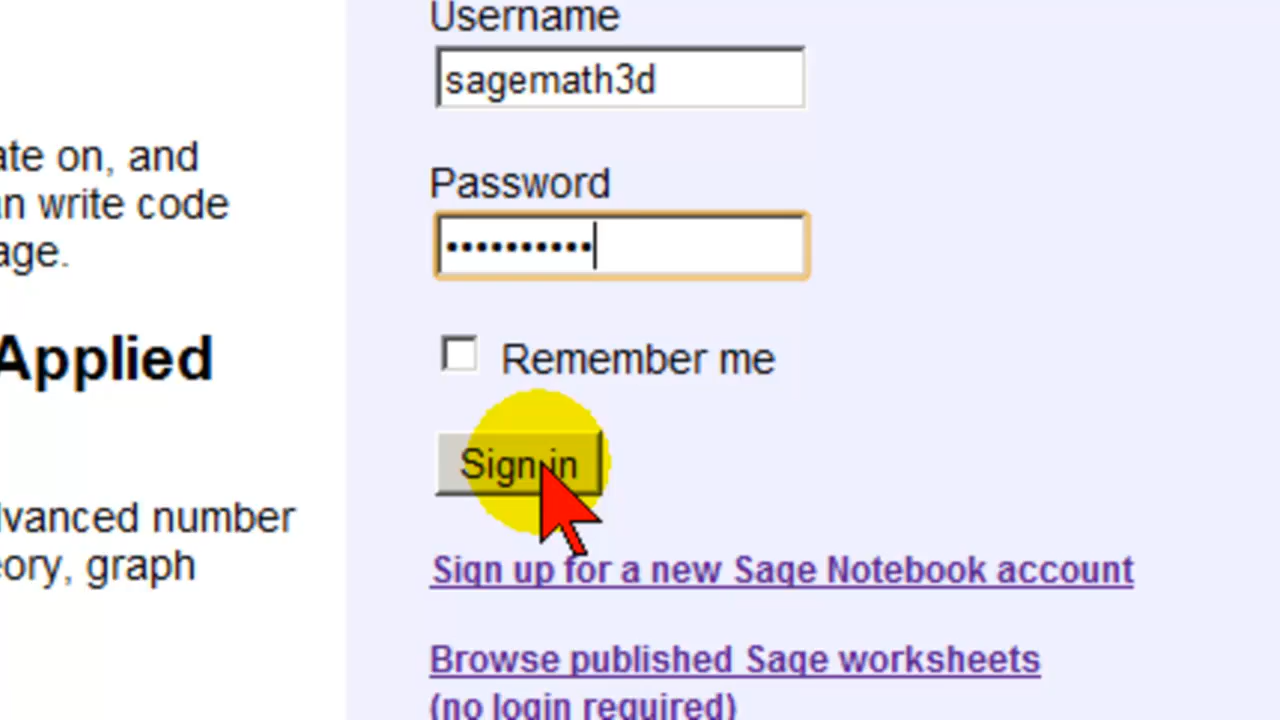 Username
sagemath3d
ate on, and
an write code
age.
Password
••••••••••
Remember me
Applied
Sign in
dvanced number
eory, graph
Sign up for a new Sage Notebook account
Browse published Sage worksheets
(no login required)